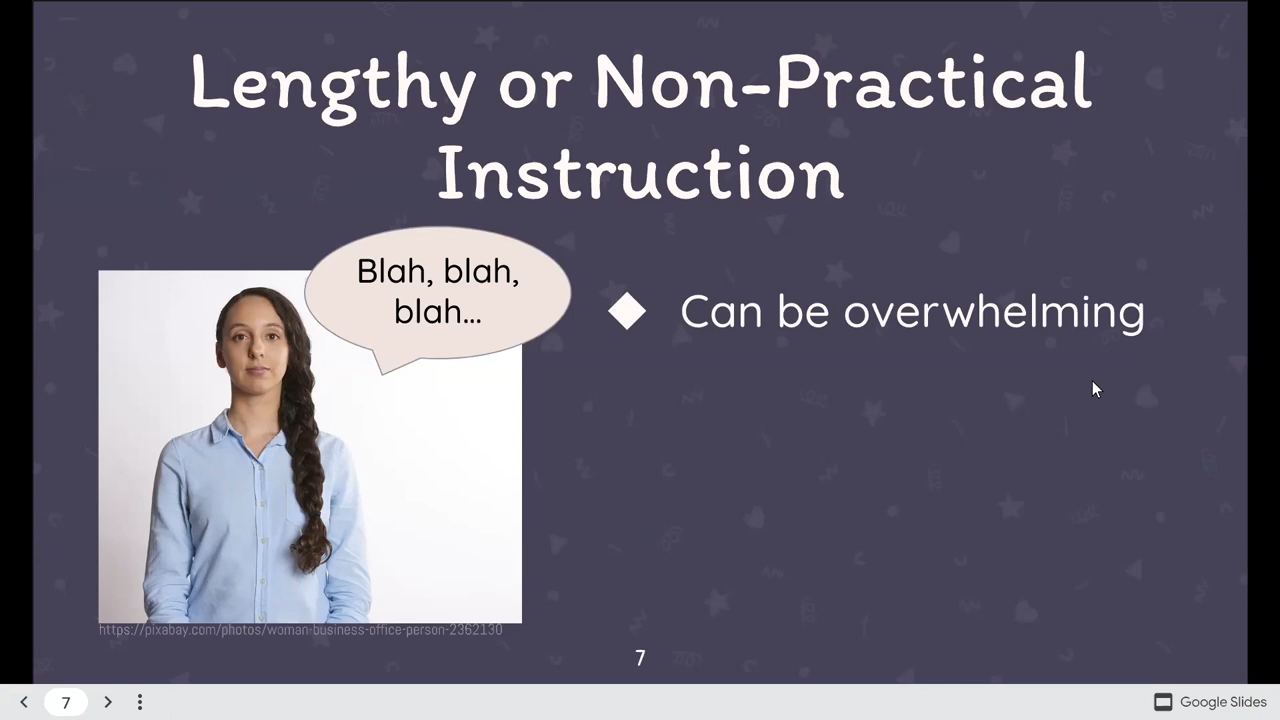 Lengthy or Non-Practical
Instruction
Blah, blah,
blah...
Can be overwhelming
https://pixabay.com/photos/woman-business-office-person-2362130
7
7
Google Slides